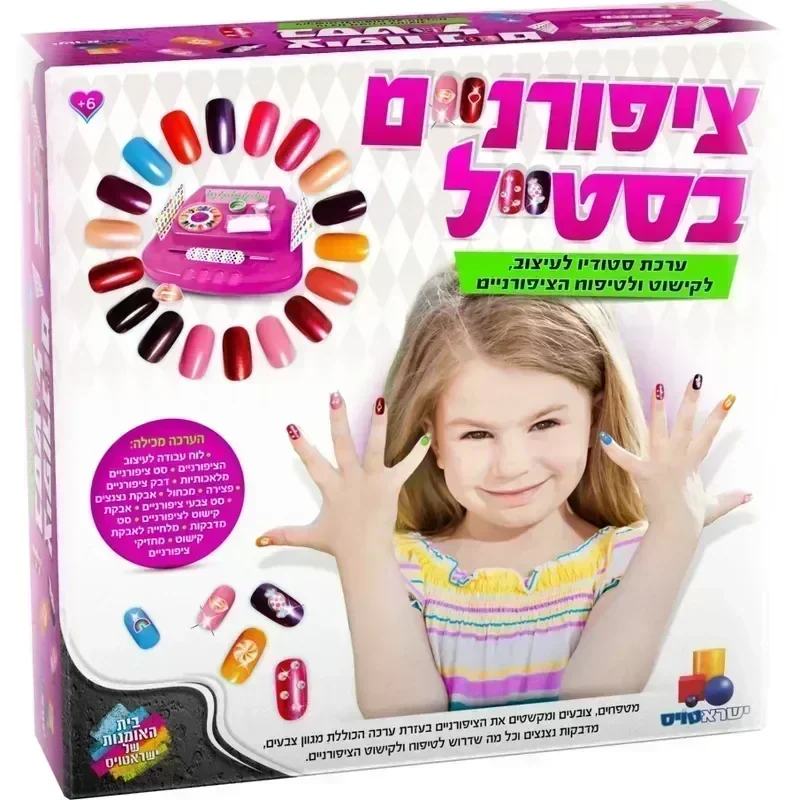 +6
ציפורניים
בסטייל
ערכת סטודיו לעיצוב,
לקישוט ולטיפוח הציפורניים
הערכה מכילה:
• לוח עבודה לעיצוב
הציפורניים • סט ציפורניים
מלאכותיות • דבק ציפורניים
• פצירה • מכחול • אבקת נצנצים
• סט צבעי ציפורניים • אבקת
קישוט לציפורניים • סט
מדבקות • מלחייה לאבקת
קישוט • מחזיקי
ציפורניים
בית
האומנות
של
ישראטויס
ישראטויס
מטפחים, צובעים ומקשטים את הציפורניים בעזרת ערכה הכוללת מגוון צבעים,
מדבקות נצנצים וכל מה שדרוש לטיפוח ולקישוט הציפורניים.